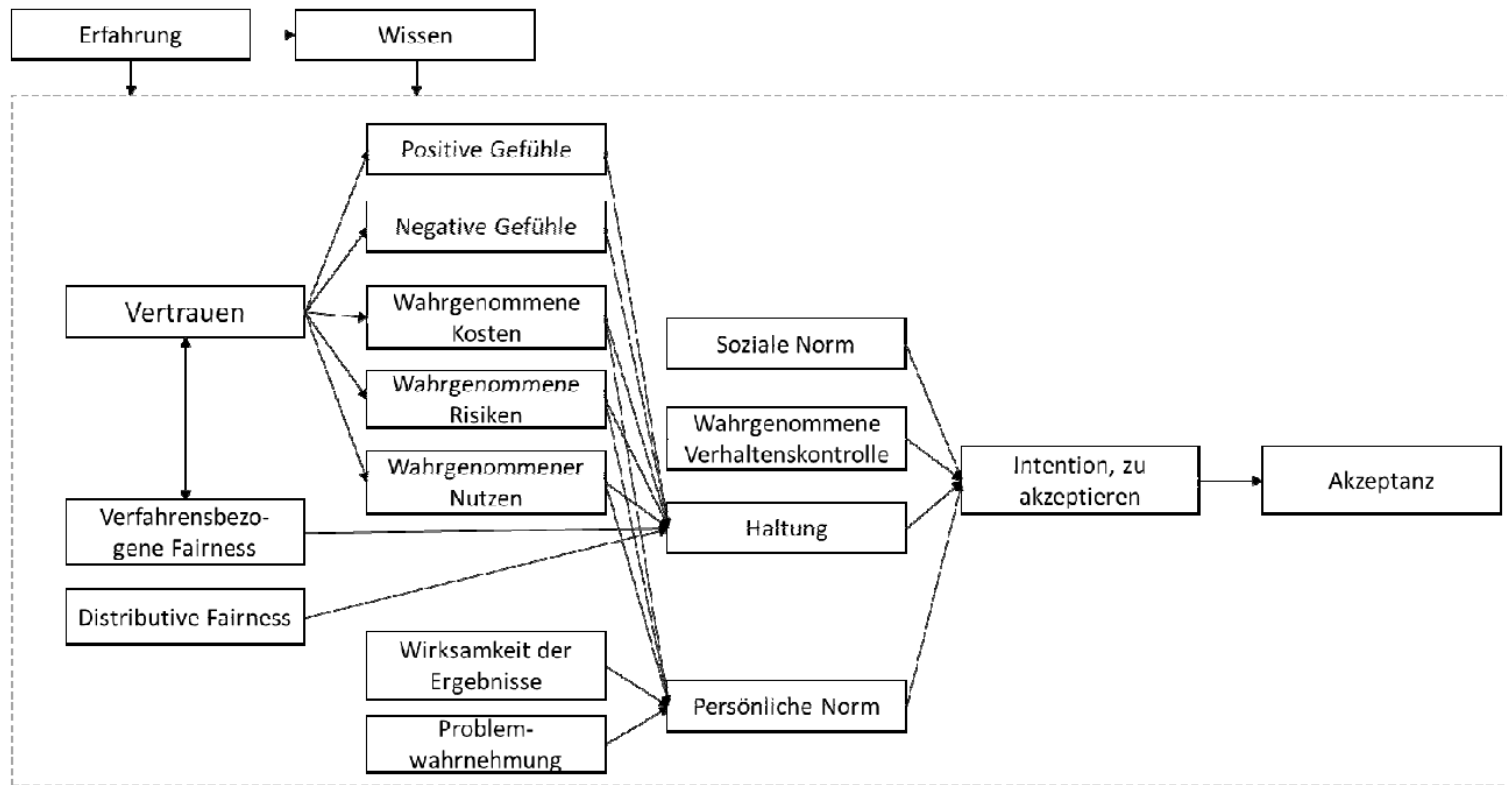 Erfahrung
Wissen
Positive Gefühle
Negative Gefühle
Vertrauen
Wahrgenommene
Kosten
Wahrgenommene
Risiken
Wahrgenommener
Nutzen
Verfahrensbezo-
gene Fairness
Distributive Fairness
Wirksamkeit der
Ergebnisse
Problem-
wahrnehmung
Soziale Norm
Wahrgenommene
Verhaltenskontrolle
Haltung
Persönliche Norm
Intention, zu
akzeptieren
Akzeptanz